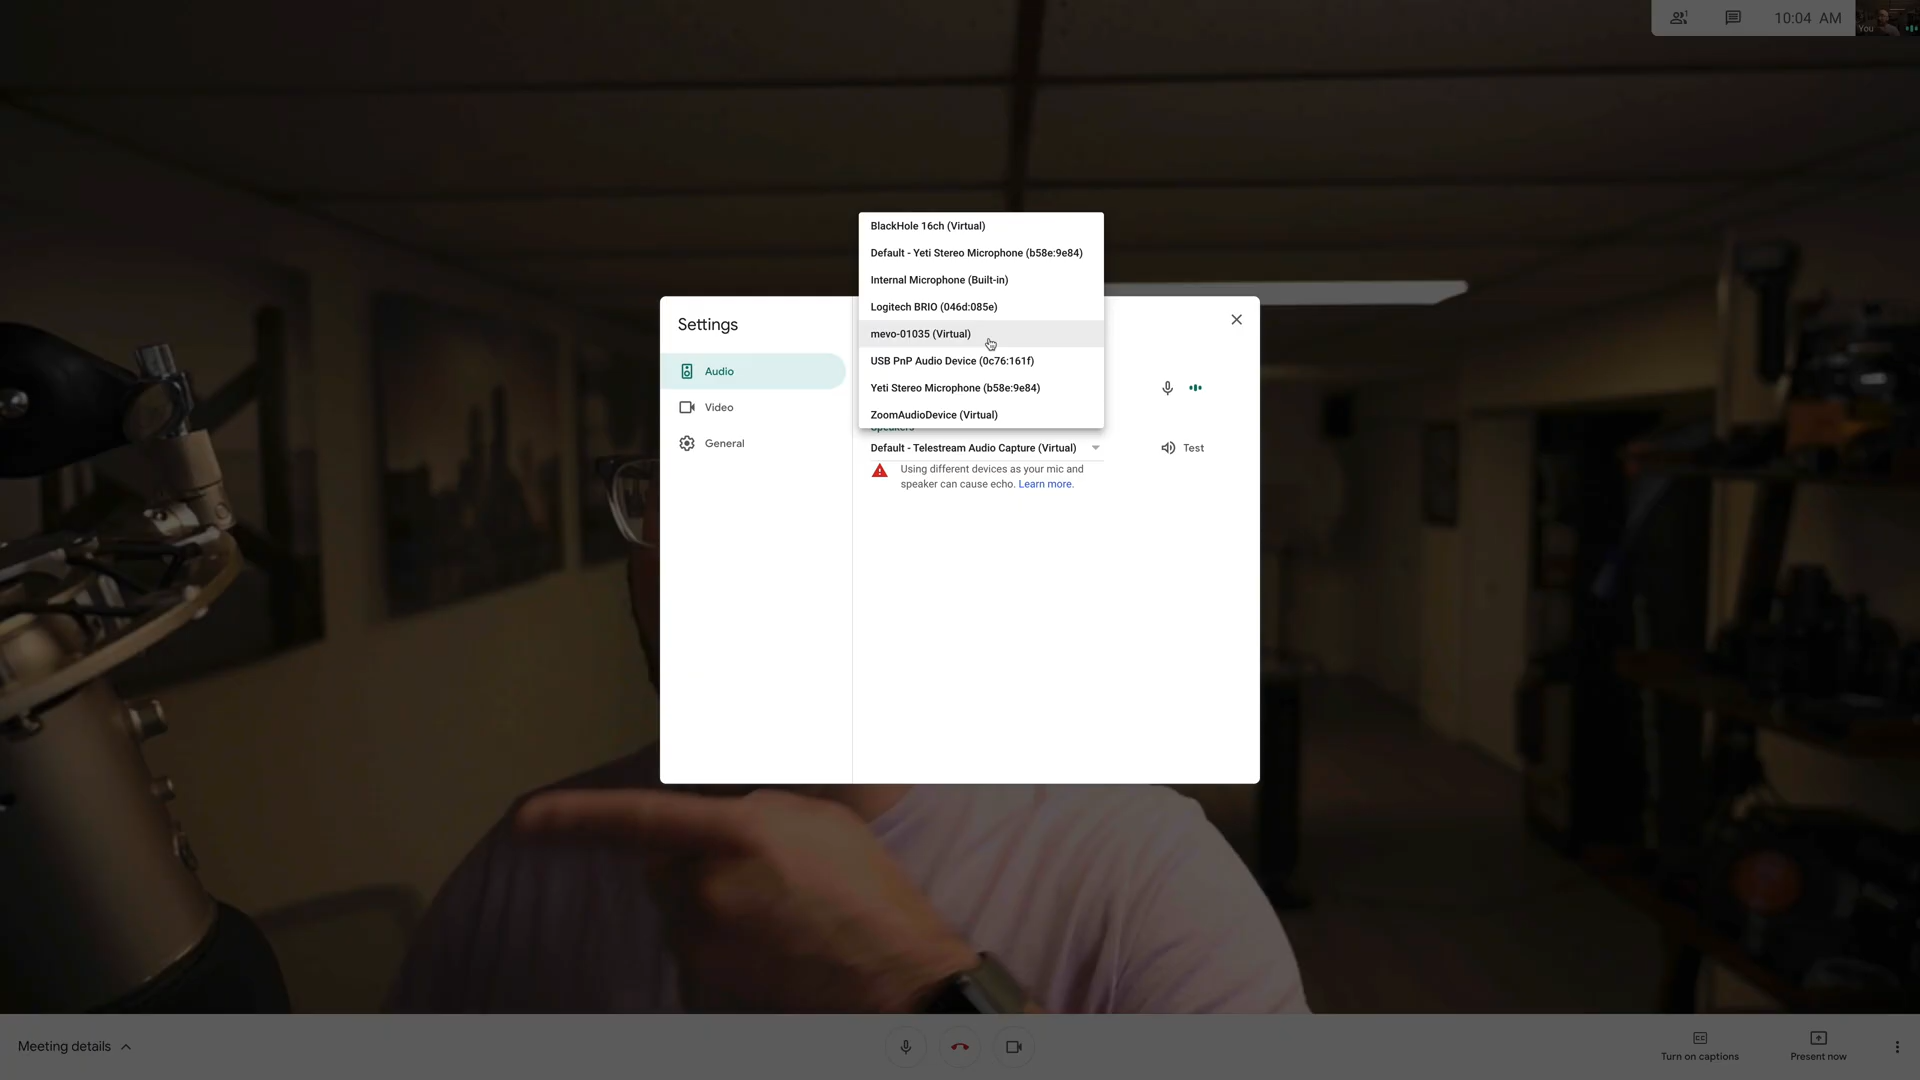 10:04 AM
You
BlackHole 16ch (Virtual)
Default - Yeti Stereo Microphone (b58e:9e84)
Internal Microphone (Built-in)
Logitech BRIO (046d:085e)
mevo-01035 (Virtual)
USB PnP Audio Device (0c76:161f)
Yeti Stereo Microphone (b58e:9e84)
ZoomAudioDevice (Virtual)
Settings
Audio
Video
General
Speakers
Default - Telestream Audio Capture (Virtual)
Test
Using different devices as your mic and
speaker can cause echo. Learn more.
Meeting details
Turn on captions
Present now